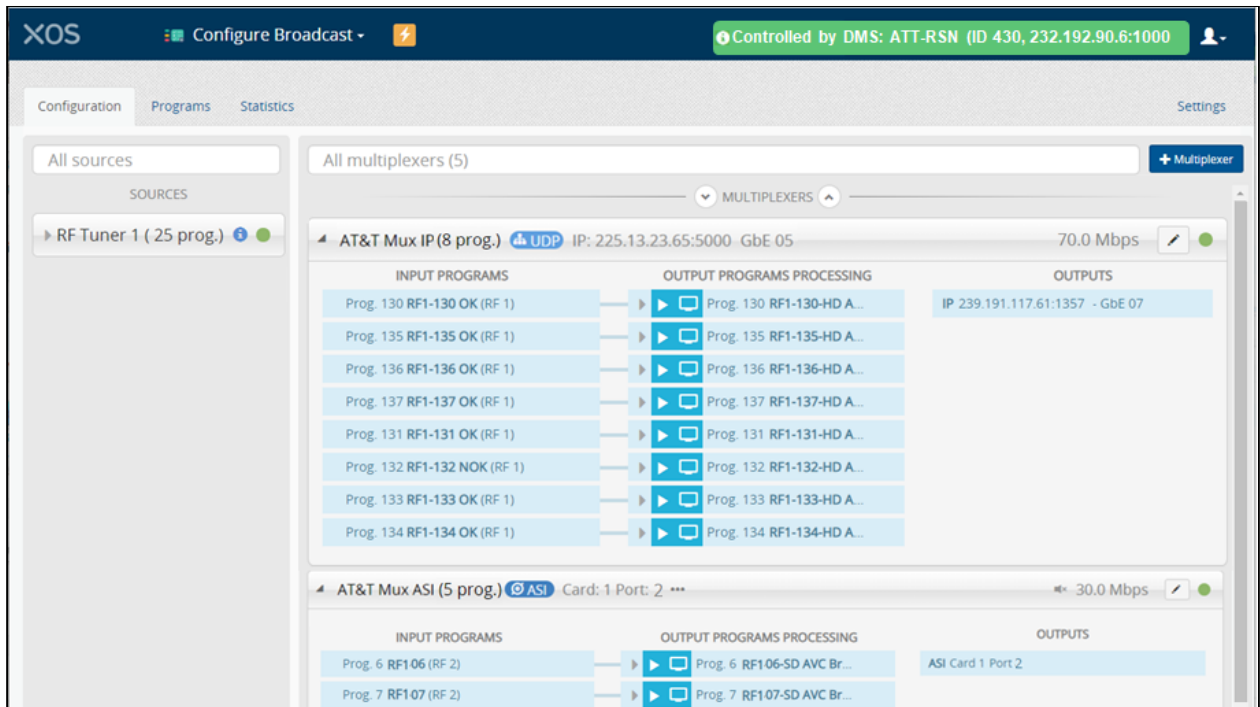 XOS Configure Broadcast Controlled by DMS: ATT-RSN (ID 430, 232.192.90.6:1000
Configuration Programs Statistics Settings
All sources
SOURCES
RF Tuner 1 ( 25 prog.)
All multiplexers (5) + Multiplexer
MULTIPLEXERS
AT&T Mux IP (8 prog.) UDP IP: 225.13.23.65:5000 GbE 05 70.0 Mbps
INPUT PROGRAMS OUTPUT PROGRAMS PROCESSING OUTPUTS
Prog. 130 RF1-130 OK (RF 1) Prog. 130 RF1-130-HD A... IP 239.191.117.61:1357 - GbE 07
Prog. 135 RF1-135 OK (RF 1) Prog. 135 RF1-135-HD A...
Prog. 136 RF1-136 OK (RF 1) Prog. 136 RF1-136-HD A...
Prog. 137 RF1-137 OK (RF 1) Prog. 137 RF1-137-HD A...
Prog. 131 RF1-131 OK (RF 1) Prog. 131 RF1-131-HD A...
Prog. 132 RF1-132 NOK (RF 1) Prog. 132 RF1-132-HD A...
Prog. 133 RF1-133 OK (RF 1) Prog. 133 RF1-133-HD A...
Prog. 134 RF1-134 OK (RF 1) Prog. 134 RF1-134-HD A...
AT&T Mux ASI (5 prog.) ASI Card: 1 Port: 2 ... 30.0 Mbps
INPUT PROGRAMS OUTPUT PROGRAMS PROCESSING OUTPUTS
Prog. 6 RF106 (RF 2) Prog. 6 RF106-SD AVC Br... ASI Card 1 Port 2
Prog. 7 RF107 (RF 2) Prog. 7 RF107-SD AVC Br...